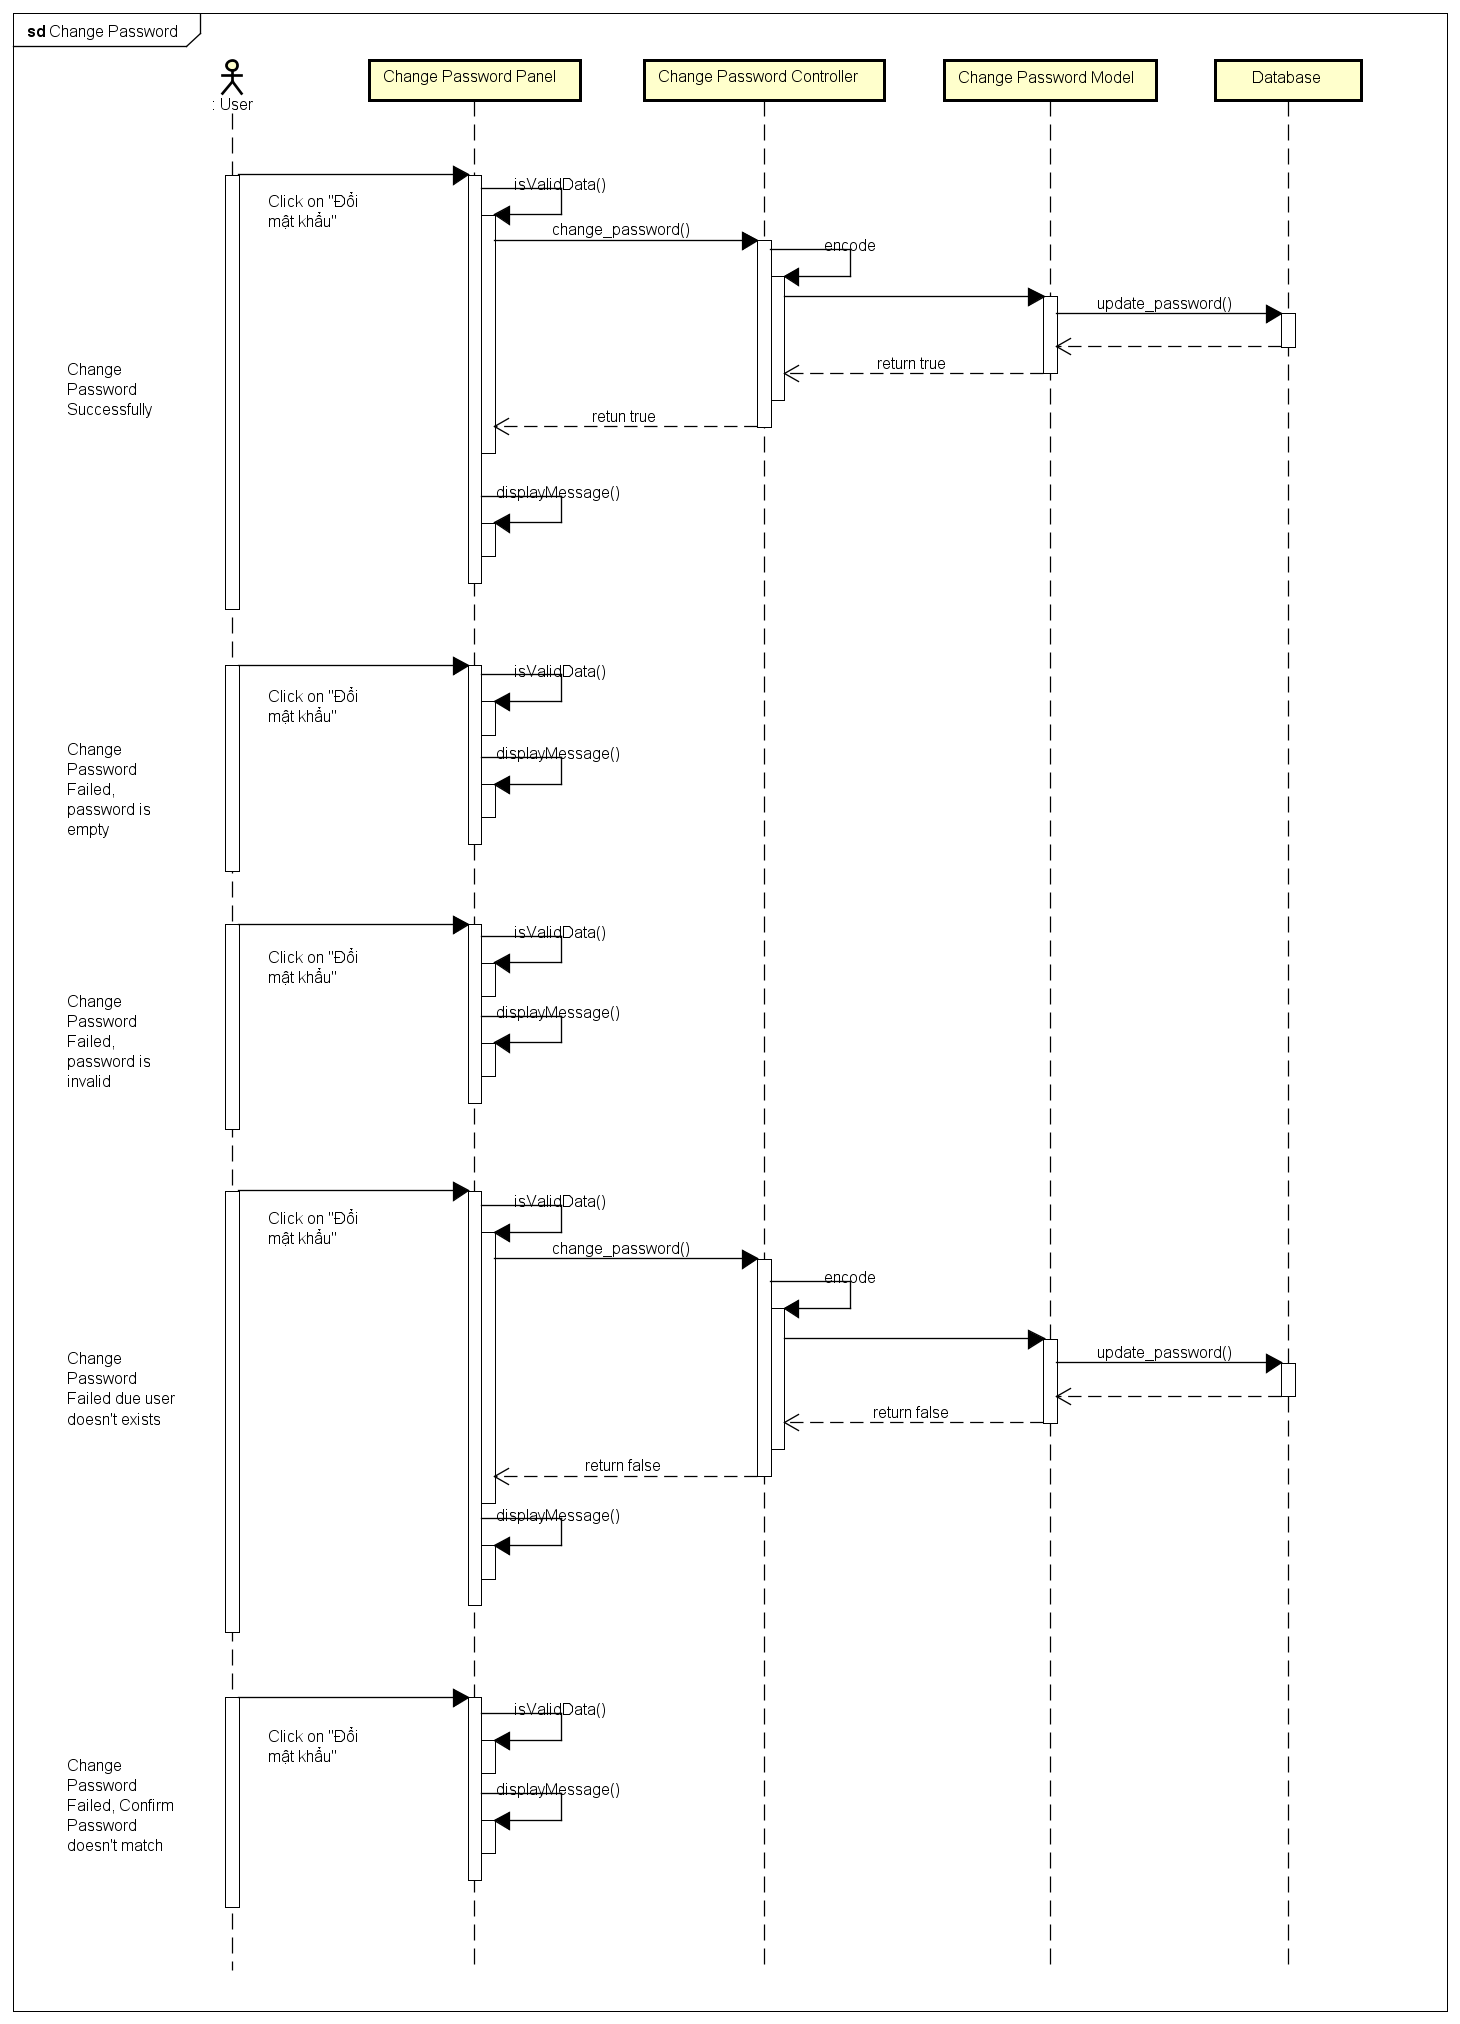 sd Change Password
: User
Change Password Panel
Change Password Controller
Change Password Model
Database
Click on "Đổi
mật khẩu"
isValidData()
change_password()
encode
update_password()
return true
retun true
Change
Password
Successfully
displayMessage()
Click on "Đổi
mật khẩu"
isValidData()
displayMessage()
Change
Password
Failed,
password is
empty
Click on "Đổi
mật khẩu"
isValidData()
displayMessage()
Change
Password
Failed,
password is
invalid
Click on "Đổi
mật khẩu"
isValidData()
change_password()
encode
update_password()
return false
return false
Change
Password
Failed due user
doesn't exists
displayMessage()
Click on "Đổi
mật khẩu"
isValidData()
displayMessage()
Change
Password
Failed, Confirm
Password
doesn't match